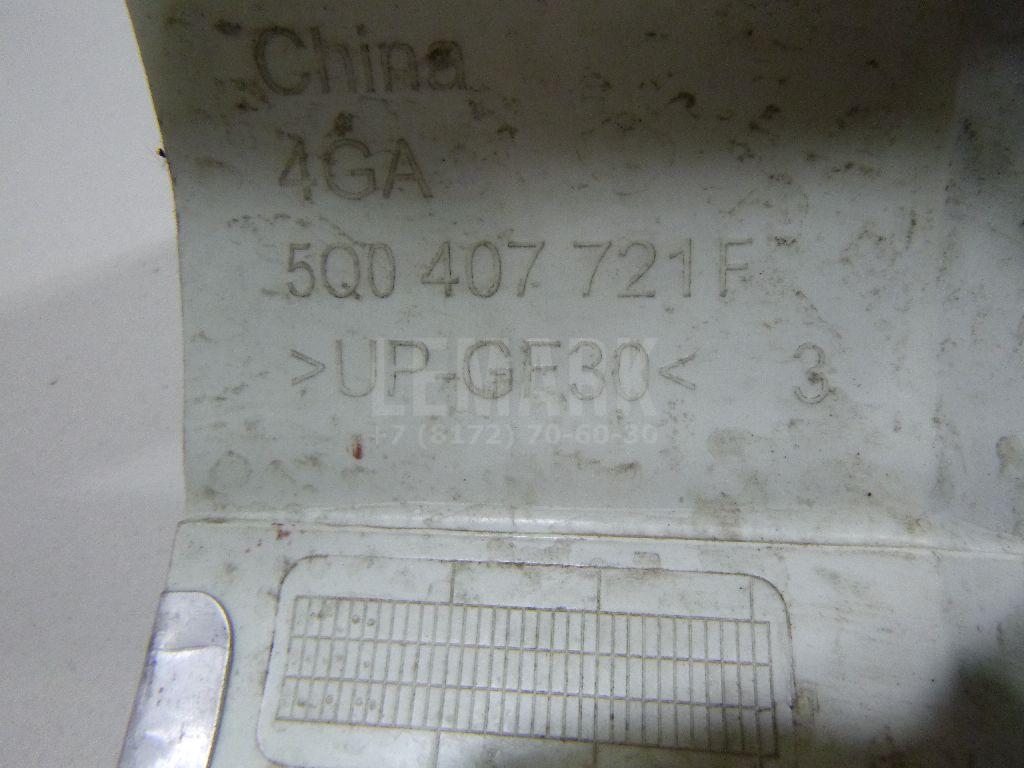 China
4GA
5Q0 407 721 F
>UP-GF30< 3
LEMARK
+7 (8172) 70-60-30